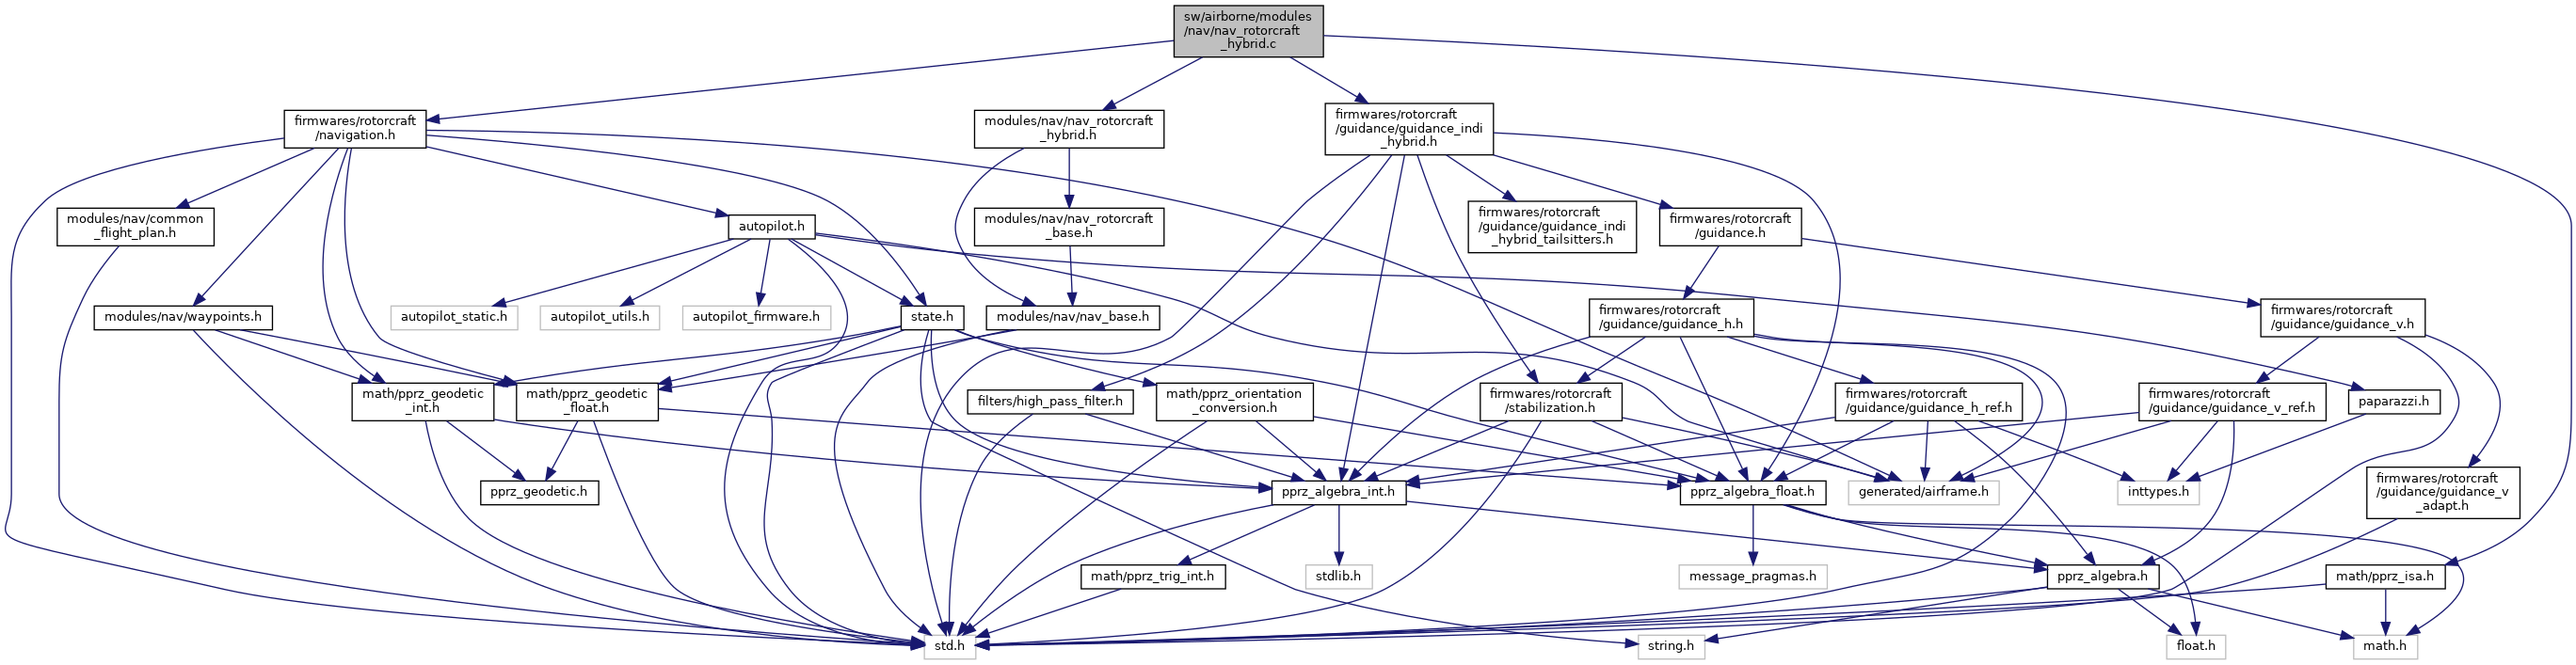 sw/airborne/modules
/nav/nav_rotorcraft
_hybrid.c
firmwares/rotorcraft
/navigation.h
modules/nav/nav_rotorcraft
_hybrid.h
firmwares/rotorcraft
/guidance/guidance_indi
_hybrid.h
modules/nav/common
_flight_plan.h
autopilot.h
modules/nav/nav_rotorcraft
_base.h
firmwares/rotorcraft
/guidance/guidance_indi
_hybrid_tailsitters.h
firmwares/rotorcraft
/guidance.h
modules/nav/waypoints.h
autopilot_static.h
autopilot_utils.h
autopilot_firmware.h
state.h
modules/nav/nav_base.h
firmwares/rotorcraft
/guidance/guidance_h.h
firmwares/rotorcraft
/guidance/guidance_v.h
math/pprz_geodetic
_int.h
math/pprz_geodetic
_float.h
filters/high_pass_filter.h
math/pprz_orientation
_conversion.h
firmwares/rotorcraft
/stabilization.h
firmwares/rotorcraft
/guidance/guidance_h_ref.h
firmwares/rotorcraft
/guidance/guidance_v_ref.h
paparazzi.h
pprz_geodetic.h
pprz_algebra_int.h
pprz_algebra_float.h
generated/airframe.h
inttypes.h
firmwares/rotorcraft
/guidance/guidance_v
_adapt.h
math/pprz_trig_int.h
stdlib.h
message_pragmas.h
pprz_algebra.h
math/pprz_isa.h
std.h
string.h
float.h
math.h